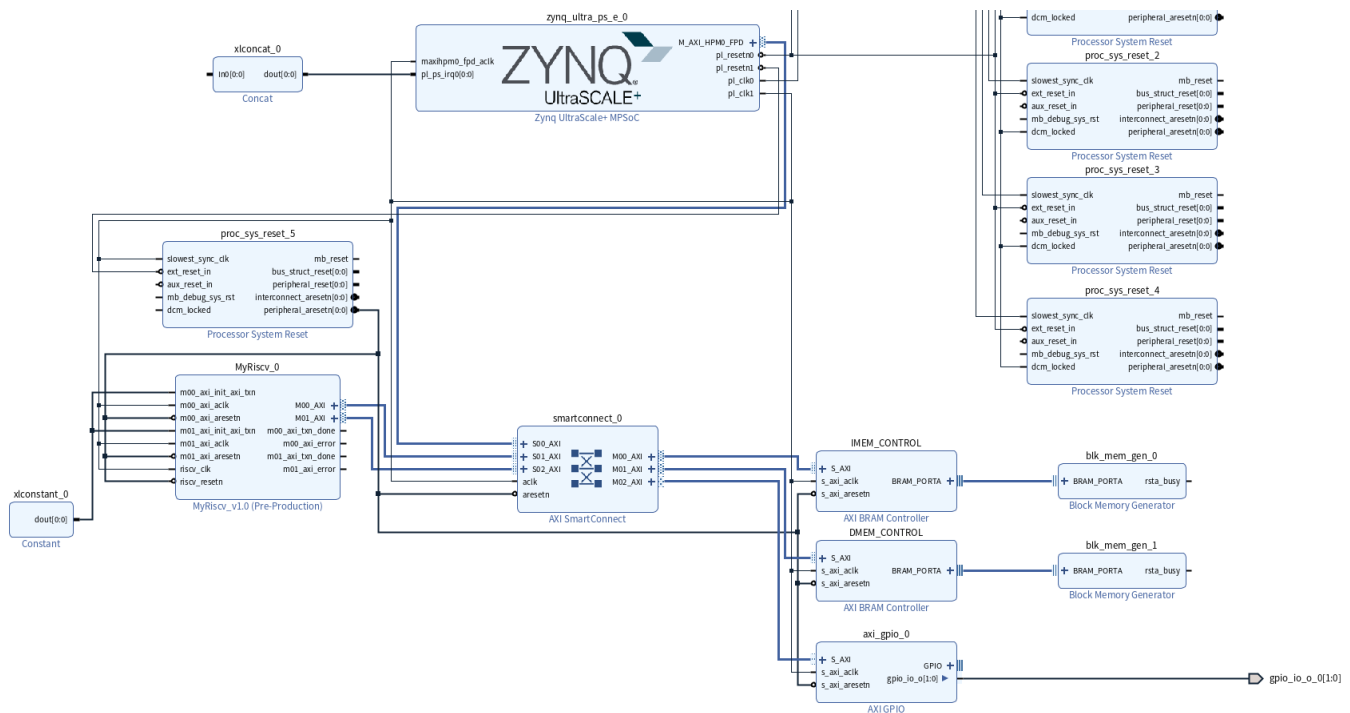 zynq_ultra_ps_e_0
xlconcat_0
In0[0:0]
dout[0:0]
Concat
maxihpm0_fpd_aclk
pl_ps_irq0[0:0]
ZYNQ
UltraSCALE+
M_AXI_HPM0_FPD
pl_resetn0
pl_resetn1
pl_clk0
pl_clk1
Zynq UltraScale+ MPSoC
dcm_locked
peripheral_aresetn[0:0]
Processor System Reset
proc_sys_reset_2
slowest_sync_clk
mb_reset
ext_reset_in
bus_struct_reset[0:0]
aux_reset_in
peripheral_reset[0:0]
mb_debug_sys_rst
interconnect_aresetn[0:0]
dcm_locked
peripheral_aresetn[0:0]
Processor System Reset
proc_sys_reset_3
slowest_sync_clk
mb_reset
ext_reset_in
bus_struct_reset[0:0]
aux_reset_in
peripheral_reset[0:0]
mb_debug_sys_rst
interconnect_aresetn[0:0]
dcm_locked
peripheral_aresetn[0:0]
Processor System Reset
proc_sys_reset_4
slowest_sync_clk
mb_reset
ext_reset_in
bus_struct_reset[0:0]
aux_reset_in
peripheral_reset[0:0]
mb_debug_sys_rst
interconnect_aresetn[0:0]
dcm_locked
peripheral_aresetn[0:0]
Processor System Reset
proc_sys_reset_5
slowest_sync_clk
mb_reset
ext_reset_in
bus_struct_reset[0:0]
aux_reset_in
peripheral_reset[0:0]
mb_debug_sys_rst
interconnect_aresetn[0:0]
dcm_locked
peripheral_aresetn[0:0]
Processor System Reset
MyRiscv_0
m00_axi_init_axi_txn
m00_axi_aclk
M00_AXI
m00_axi_aresetn
M01_AXI
m01_axi_init_axi_txn
m00_axi_txn_done
m01_axi_aclk
m00_axi_error
m01_axi_aresetn
m01_axi_txn_done
riscv_clk
m01_axi_error
riscv_resetn
MyRiscv_v1.0 (Pre-Production)
xlconstant_0
dout[0:0]
Constant
smartconnect_0
S00_AXI
S01_AXI
M00_AXI
S02_AXI
M01_AXI
aclk
M02_AXI
aresetn
AXI SmartConnect
IMEM_CONTROL
S_AXI
s_axi_aclk
BRAM_PORTA
s_axi_aresetn
AXI BRAM Controller
blk_mem_gen_0
BRAM_PORTA
rsta_busy
Block Memory Generator
DMEM_CONTROL
S_AXI
s_axi_aclk
BRAM_PORTA
s_axi_aresetn
AXI BRAM Controller
blk_mem_gen_1
BRAM_PORTA
rsta_busy
Block Memory Generator
axi_gpio_0
S_AXI
GPIO
s_axi_aclk
gpio_io_o[1:0]
s_axi_aresetn
AXI GPIO
gpio_io_o_0[1:0]